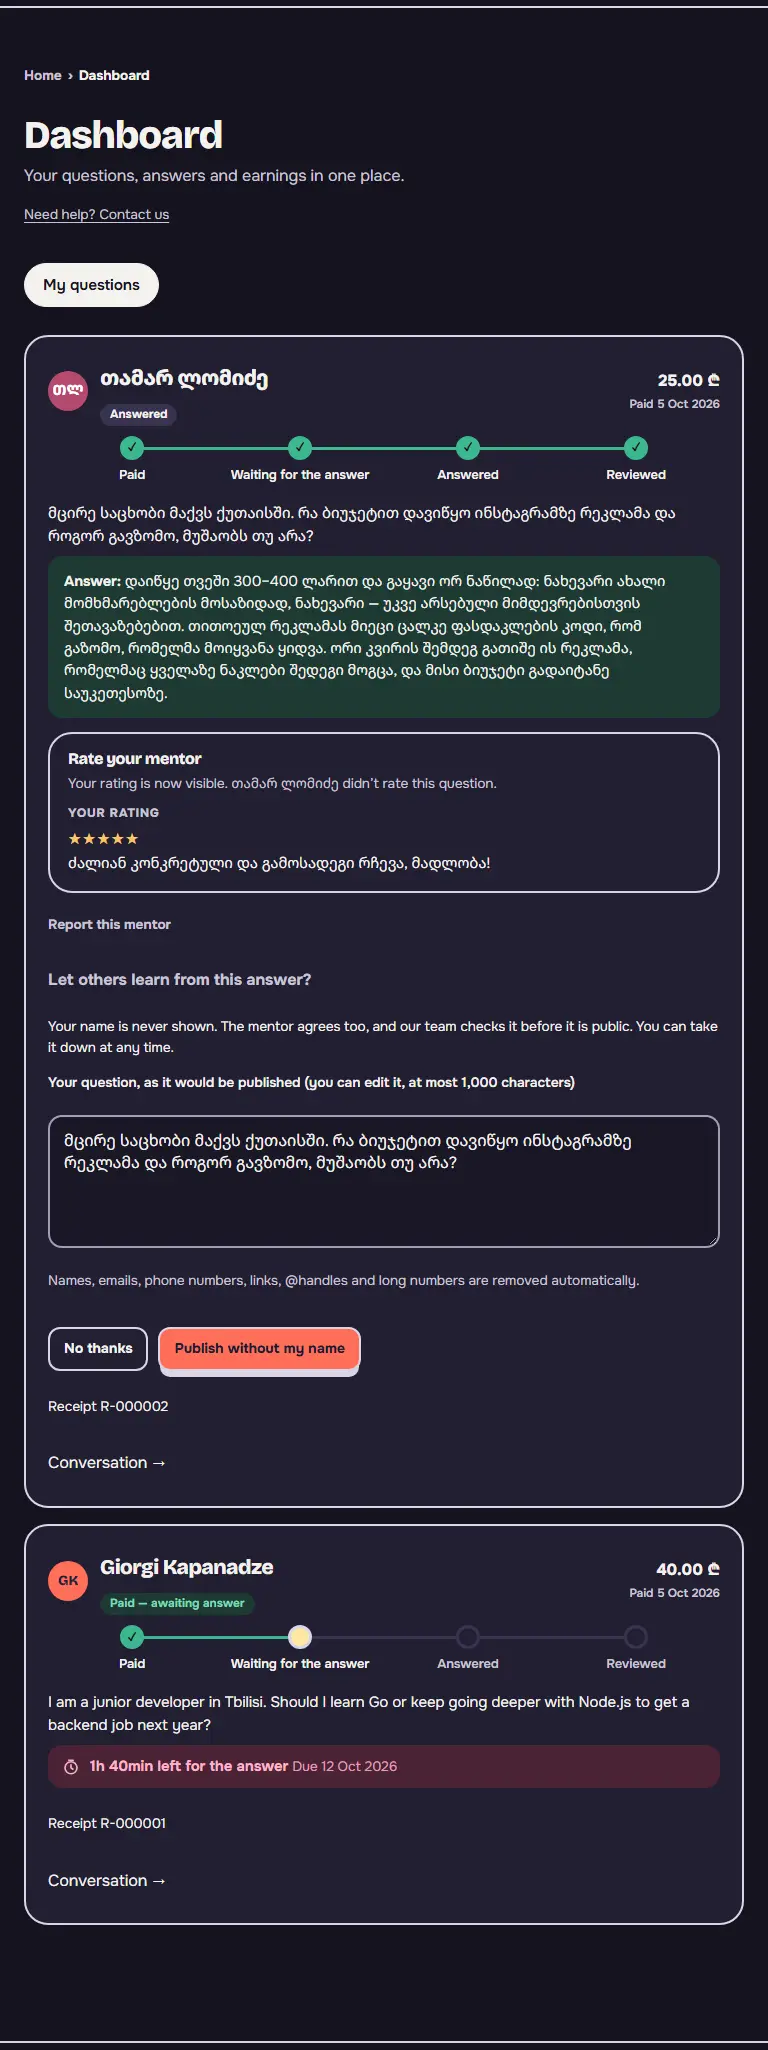 Home › Dashboard
Dashboard
Your questions, answers and earnings in one place.
Need help? Contact us
My questions
თლ
თამარ ლომიძე
25.00 ₾
Answered
Paid 5 Oct 2026
Paid
Waiting for the answer
Answered
Reviewed
მცირე საცხობი მაქვს ქუთაისში. რა ბიუჯეტით დავიწყო ინსტაგრამზე რეკლამა და
როგორ გავზომო, მუშაობს თუ არა?
Answer: დაიწყე თვეში 300–400 ლარით და გაყავი ორ ნაწილად: ნახევარი ახალი
მომხმარებლების მოსაზიდად, ნახევარი — უკვე არსებული მიმდევრებისთვის
შეთავაზებებით. თითოეულ რეკლამას მიეცი ცალკე ფასდაკლების კოდი, რომ
გაზომო, რომელმა მოიყვანა ყიდვა. ორი კვირის შემდეგ გათიშე ის რეკლამა,
რომელმაც ყველაზე ნაკლები შედეგი მოგცა, და მისი ბიუჯეტი გადაიტანე
საუკეთესოზე.
Rate your mentor
Your rating is now visible. თამარ ლომიძე didn’t rate this question.
YOUR RATING
★★★★★
ძალიან კონკრეტული და გამოსადეგი რჩევა, მადლობა!
Report this mentor
Let others learn from this answer?
Your name is never shown. The mentor agrees too, and our team checks it before it is public. You can take
it down at any time.
Your question, as it would be published (you can edit it, at most 1,000 characters)
მცირე საცხობი მაქვს ქუთაისში. რა ბიუჯეტით დავიწყო ინსტაგრამზე
რეკლამა და როგორ გავზომო, მუშაობს თუ არა?
Names, emails, phone numbers, links, @handles and long numbers are removed automatically.
No thanks
Publish without my name
Receipt R-000002
Conversation →
GK
Giorgi Kapanadze
40.00 ₾
Paid — awaiting answer
Paid 5 Oct 2026
Paid
Waiting for the answer
Answered
Reviewed
I am a junior developer in Tbilisi. Should I learn Go or keep going deeper with Node.js to get a
backend job next year?
1h 40min left for the answer Due 12 Oct 2026
Receipt R-000001
Conversation →